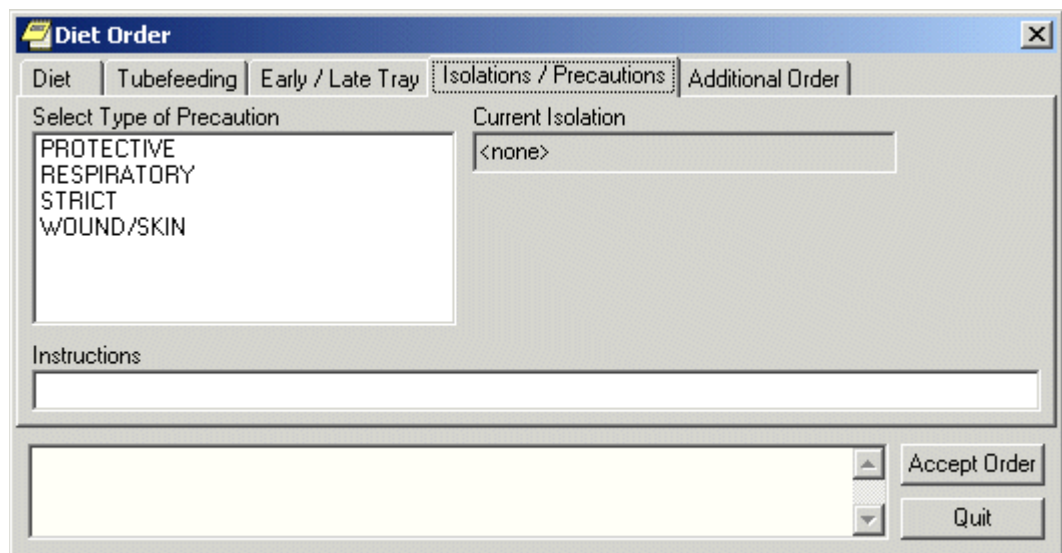 Diet Order
Diet Tubefeeding Early / Late Tray Isolations / Precautions Additional Order
Select Type of Precaution Current Isolation
PROTECTIVE <none>
RESPIRATORY
STRICT
WOUND/SKIN
Instructions
Accept Order
Quit